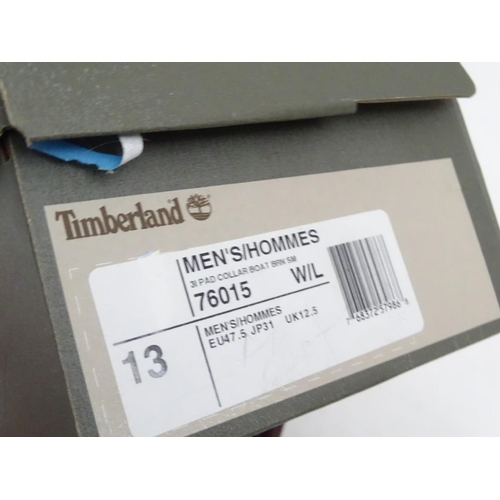 Timberland
MEN'S/HOMMES
3I PAD COLLAR BOAT BRN SM
76015 W/L
13
MEN'S/HOMMES
EU47.5 JP31 UK12.5